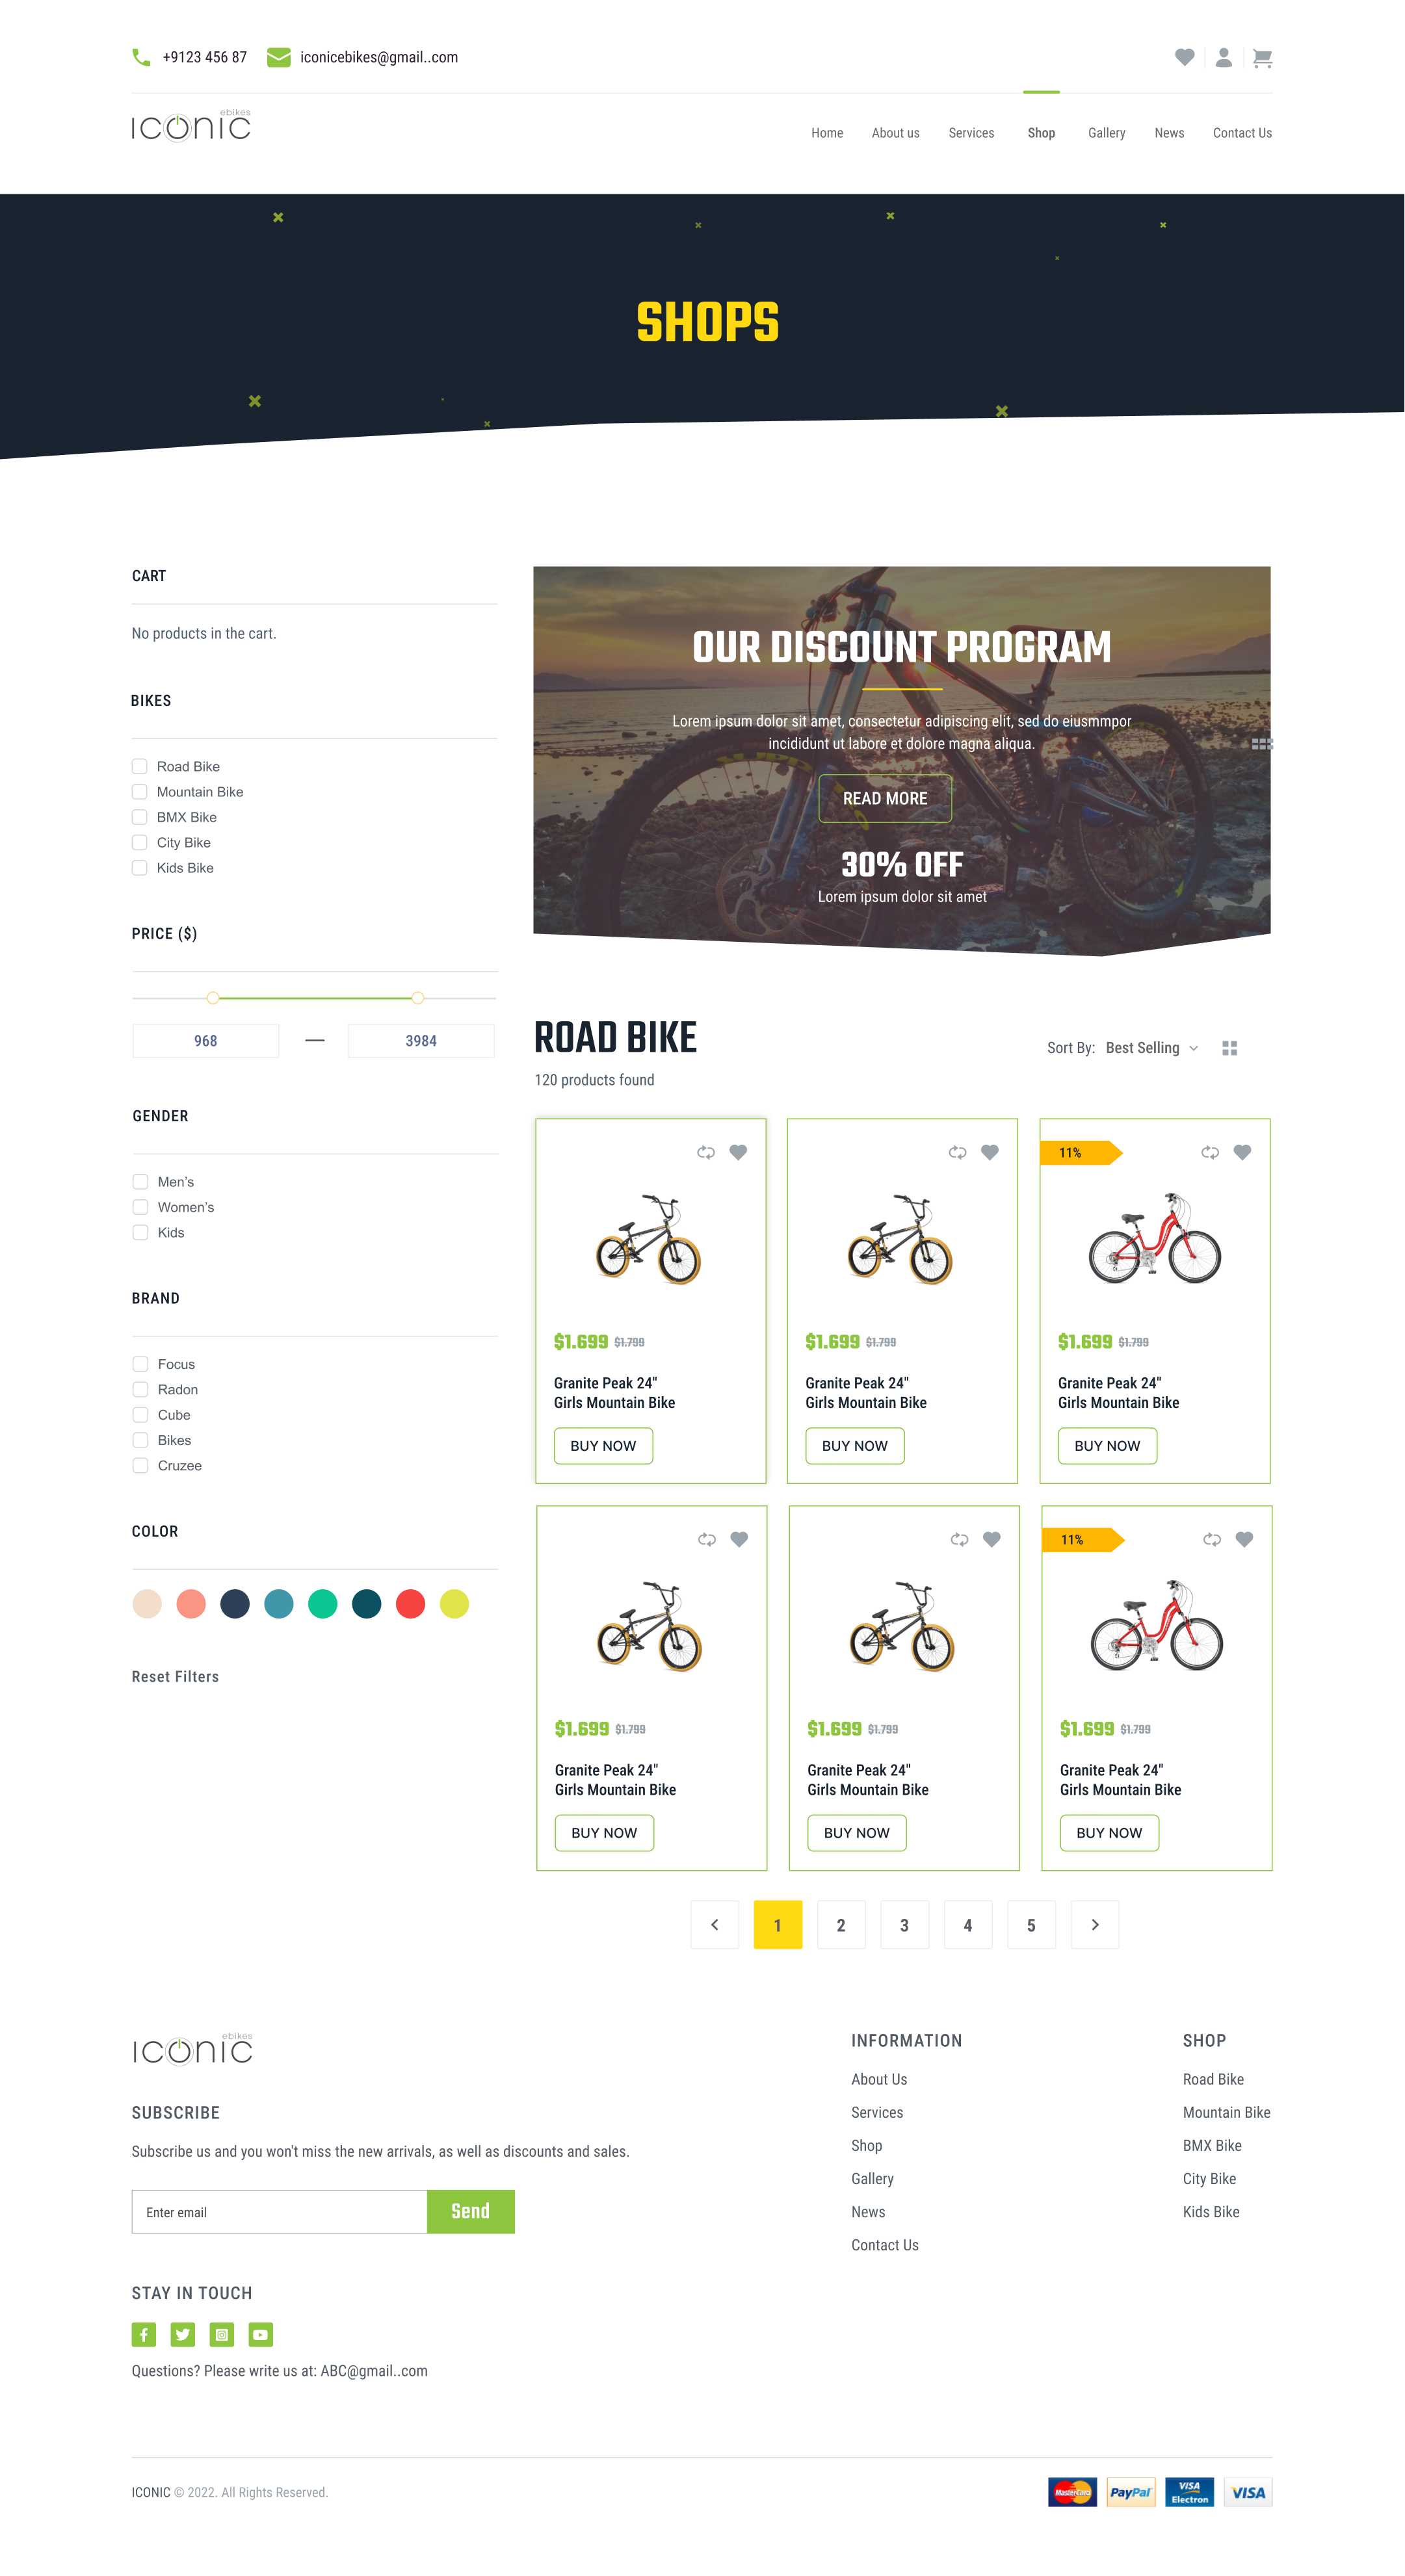 +9123 456 87
iconicebikes@gmail..com
ebikes
ICONIC
Home
About us
Services
Shop
Gallery
News
Contact Us
SHOPS
CART
No products in the cart.
BIKES
Road Bike
Mountain Bike
BMX Bike
City Bike
Kids Bike
PRICE ($)
968
3984
GENDER
Men's
Women's
Kids
BRAND
Focus
Radon
Cube
Bikes
Cruzee
COLOR
Reset Filters
OUR DISCOUNT PROGRAM
Lorem ipsum dolor sit amet, consectetur adipiscing elit, sed do eiusmmpor
incididunt ut labore et dolore magna aliqua.
READ MORE
30% OFF
Lorem ipsum dolor sit amet
ROAD BIKE
120 products found
Sort By: Best Selling
$1.699 $1.799
Granite Peak 24"
Girls Mountain Bike
BUY NOW
$1.699 $1.799
Granite Peak 24"
Girls Mountain Bike
BUY NOW
11%
$1.699 $1.799
Granite Peak 24"
Girls Mountain Bike
BUY NOW
$1.699 $1.799
Granite Peak 24"
Girls Mountain Bike
BUY NOW
$1.699 $1.799
Granite Peak 24"
Girls Mountain Bike
BUY NOW
11%
$1.699 $1.799
Granite Peak 24"
Girls Mountain Bike
BUY NOW
1
2
3
4
5
ebikes
ICONIC
SUBSCRIBE
Subscribe us and you won't miss the new arrivals, as well as discounts and sales.
Enter email
Send
STAY IN TOUCH
Questions? Please write us at: ABC@gmail..com
INFORMATION
About Us
Services
Shop
Gallery
News
Contact Us
SHOP
Road Bike
Mountain Bike
BMX Bike
City Bike
Kids Bike
ICONIC © 2022. All Rights Reserved.
MasterCard
PayPal
VISA
Electron
VISA